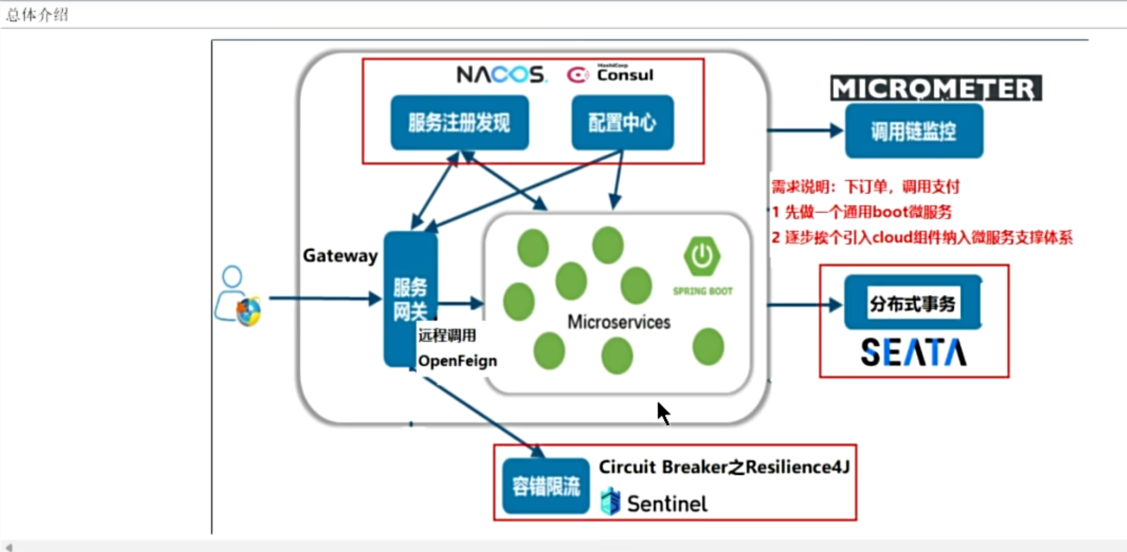 总体介绍
NACOS.
HashiCorp
Consul
服务注册发现
配置中心
MICROMETER
调用链监控
需求说明：下订单，调用支付
1 先做一个通用boot微服务
2 逐步挨个引入cloud组件纳入微服务支撑体系
Gateway
服务
网关
SPRING BOOT
Microservices
远程调用
OpenFeign
分布式事务
SEATA
容错限流
Circuit Breaker之Resilience4J
Sentinel